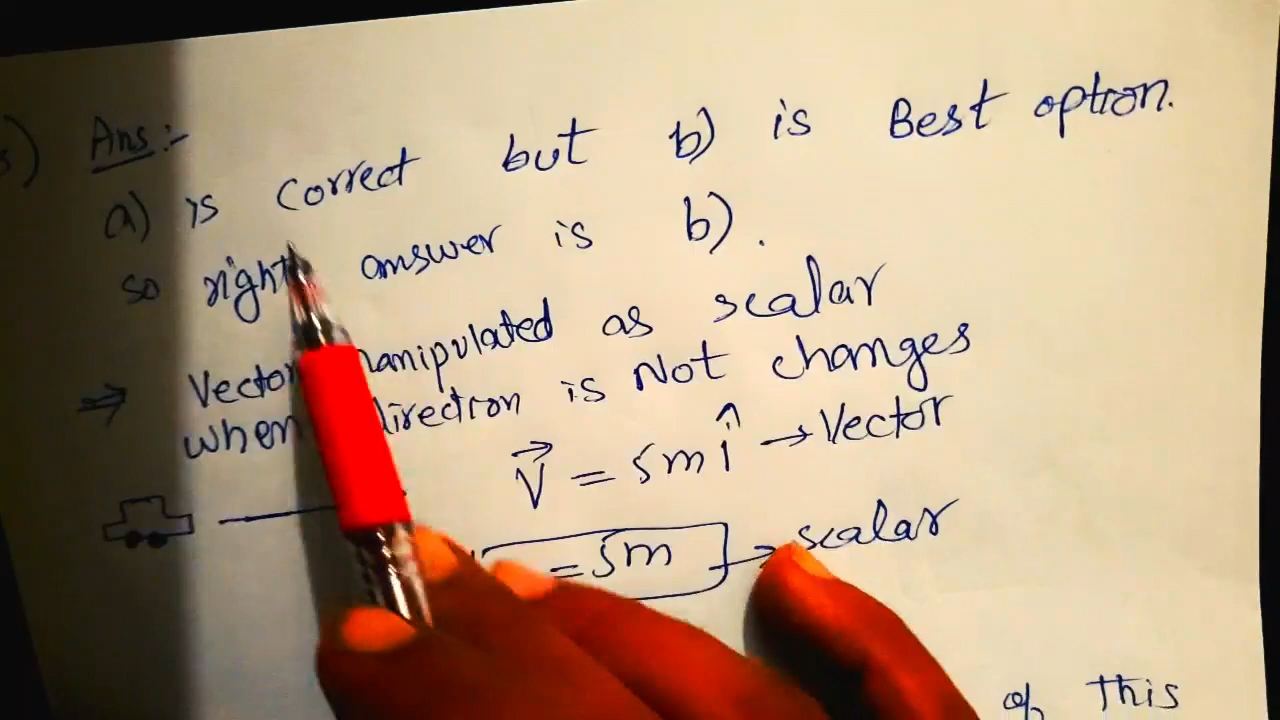 Ans:-
a) is correct but b) is Best option.
so right answer is b).
⇒ Vector manipulated as scalar
when direction is Not changes
V⃗ = 5m î → Vector
= 5m → scalar
of This